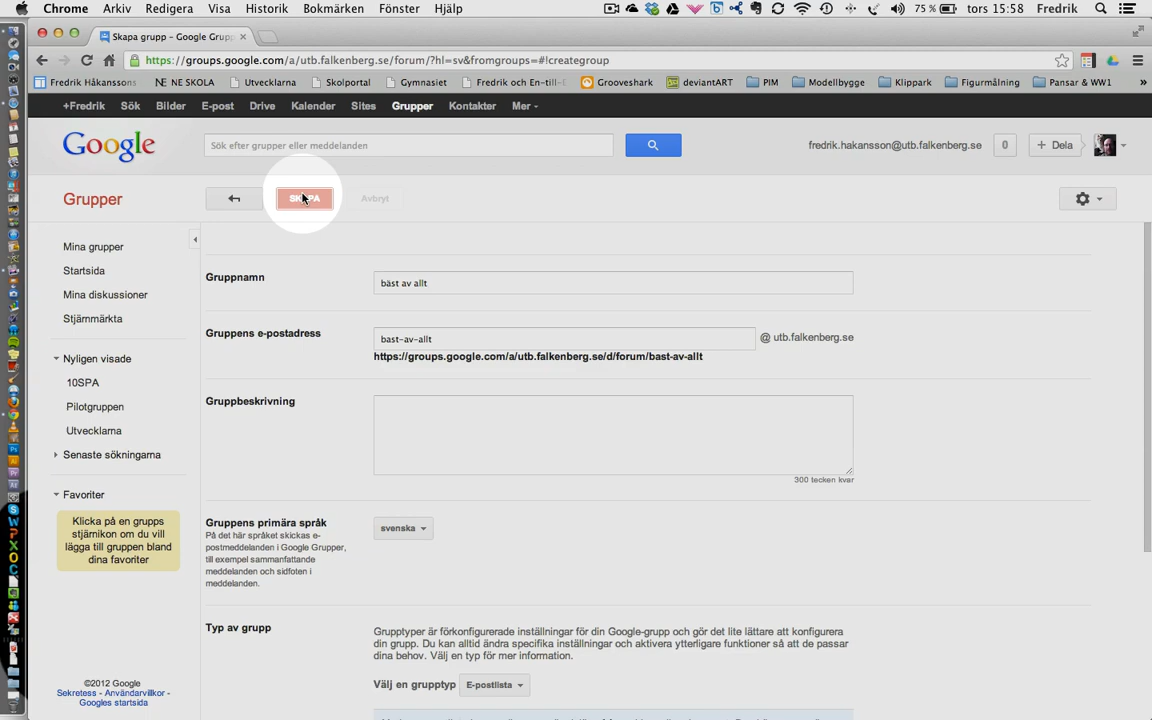 Chrome Arkiv Redigera Visa Historik Bokmärken Fönster Hjälp 75 % tors 15:58 Fredrik
Skapa grupp - Google Grupp
https://groups.google.com/a/utb.falkenberg.se/forum/?hl=sv&fromgroups=#!creategroup
Fredrik Håkanssons NE SKOLA Utvecklarna Skolportal Gymnasiet Fredrik och En-till-E Grooveshark deviantART PIM Modellbygge Klippark Figurmålning Pansar & WW1 »
+Fredrik Sök Bilder E-post Drive Kalender Sites Grupper Kontakter Mer
Google
Sök efter grupper eller meddelanden
fredrik.hakansson@utb.falkenberg.se 0 + Dela
Grupper
SKAPA
Avbryt
Mina grupper
Startsida
Mina diskussioner
Stjärnmärkta
Nyligen visade
10SPA
Pilotgruppen
Utvecklarna
Senaste sökningarna
Favoriter
Klicka på en grupps
stjärnikon om du vill
lägga till gruppen bland
dina favoriter
©2012 Google
Sekretess - Användarvillkor -
Googles startsida
Gruppnamn
bäst av allt
Gruppens e-postadress
bast-av-allt
@ utb.falkenberg.se
https://groups.google.com/a/utb.falkenberg.se/d/forum/bast-av-allt
Gruppbeskrivning
300 tecken kvar
Gruppens primära språk
På det här språket skickas e-
postmeddelanden i Google Grupper,
till exempel sammanfattande
meddelanden och sidfoten i
meddelanden.
svenska
Typ av grupp
Grupptyper är förkonfigurerade inställningar för din Google-grupp och gör det lite lättare att konfigurera
din grupp. Du kan alltid ändra specifika inställningar och aktivera ytterligare funktioner så att de passar
dina behov. Välj en typ för mer information.
Välj en grupptyp E-postlista